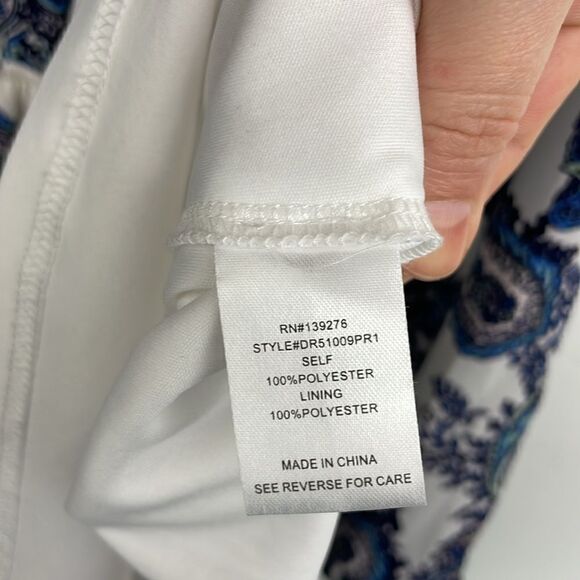 RN#139276
STYLE#DR51009PR1
SELF
100%POLYESTER
LINING
100%POLYESTER
MADE IN CHINA
SEE REVERSE FOR CARE